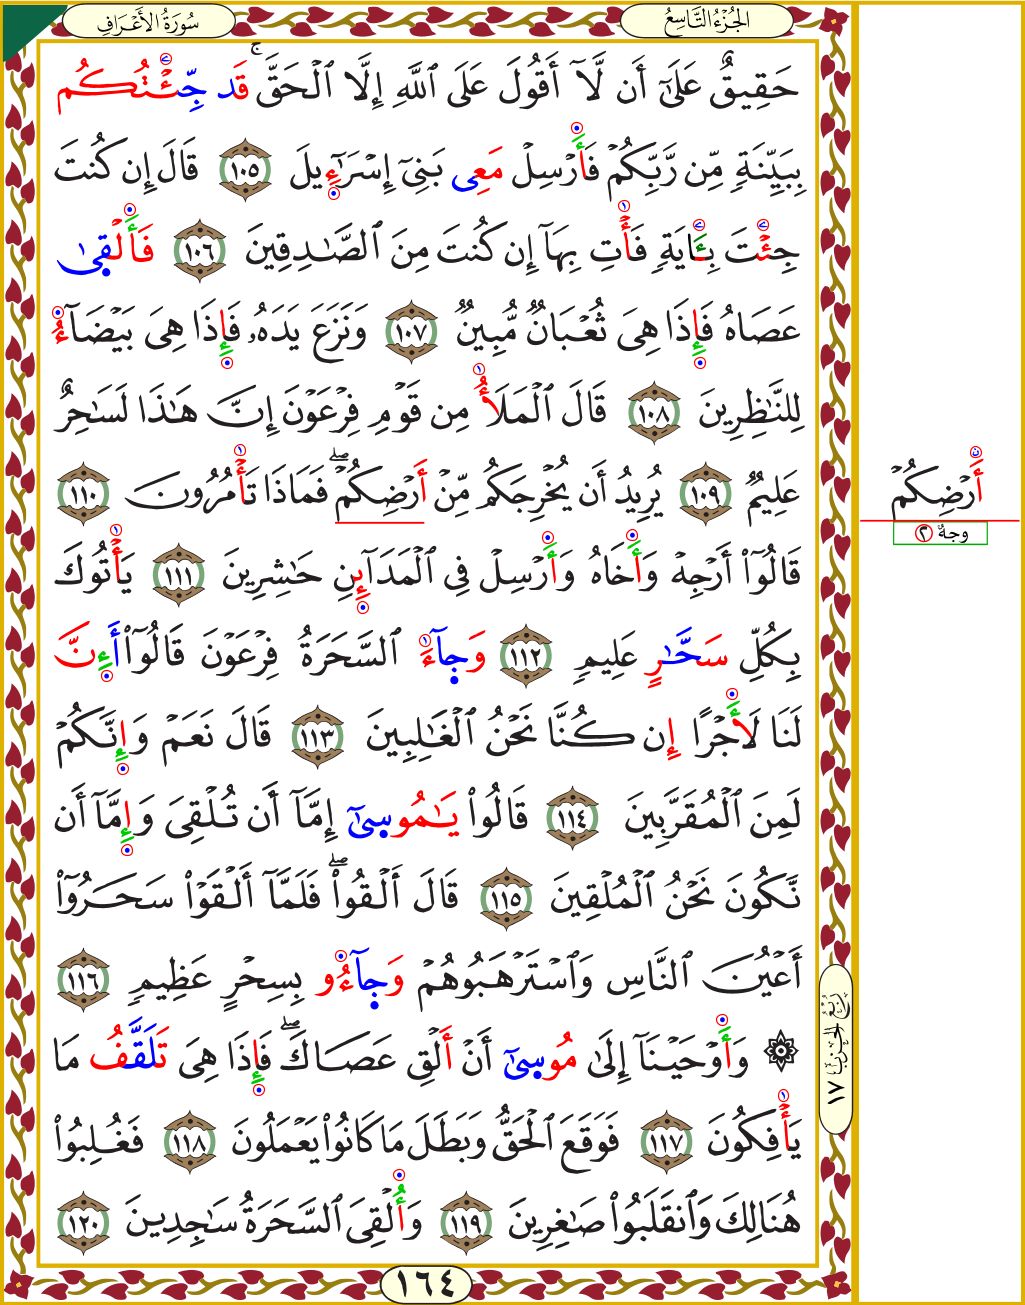 الجُزْءُ التَّاسِعُ
سُورَةُ الأَعْرَافِ
حَقِيقٌ عَلَىٰٓ أَن لَّآ أَقُولَ عَلَى ٱللَّهِ إِلَّا ٱلْحَقَّۚ قَد جِّئْتُكُم
بِبَيِّنَةٍ مِّن رَّبِّكُمْ فَأَرْسِلْ مَعِى بَنِىٓ إِسْرَٰٓءِيلَ ١٠٥ قَالَ إِن كُنتَ
جِئْتَ بِـَٔايَةٍ فَأْتِ بِهَآ إِن كُنتَ مِنَ ٱلصَّٰدِقِينَ ١٠٦ فَأَلْقَىٰ
عَصَاهُ فَإِذَا هِىَ ثُعْبَانٌ مُّبِينٌ ١٠٧ وَنَزَعَ يَدَهُۥ فَإِذَا هِىَ بَيْضَآءُ
لِلنَّٰظِرِينَ ١٠٨ قَالَ ٱلْمَلَأُ مِن قَوْمِ فِرْعَوْنَ إِنَّ هَٰذَا لَسَٰحِرٌ
عَلِيمٌ ١٠٩ يُرِيدُ أَن يُخْرِجَكُم مِّنْ أَرْضِكُمْۖ فَمَاذَا تَأْمُرُونَ ١١٠
أَرْضِكُمْ
وجهٌ ٢
قَالُوٓا۟ أَرْجِهْ وَأَخَاهُ وَأَرْسِلْ فِى ٱلْمَدَآئِنِ حَٰشِرِينَ ١١١ يَأْتُوكَ
بِكُلِّ سَحَّٰرٍ عَلِيمٍ ١١٢ وَجَآءَ ٱلسَّحَرَةُ فِرْعَوْنَ قَالُوٓا۟ أَءِنَّ
لَنَا لَأَجْرًا إِن كُنَّا نَحْنُ ٱلْغَٰلِبِينَ ١١٣ قَالَ نَعَمْ وَإِنَّكُمْ
لَمِنَ ٱلْمُقَرَّبِينَ ١١٤ قَالُوا۟ يَٰمُوسَىٰٓ إِمَّآ أَن تُلْقِىَ وَإِمَّآ أَن
نَّكُونَ نَحْنُ ٱلْمُلْقِينَ ١١٥ قَالَ أَلْقُوا۟ۖ فَلَمَّآ أَلْقَوْا۟ سَحَرُوٓا۟
أَعْيُنَ ٱلنَّاسِ وَٱسْتَرْهَبُوهُمْ وَجَآءُو بِسِحْرٍ عَظِيمٍ ١١٦
۞ وَأَوْحَيْنَآ إِلَىٰ مُوسَىٰٓ أَنْ أَلْقِ عَصَاكَۖ فَإِذَا هِىَ تَلَقَّفُ مَا
رُبْعُ الحِزْبِ ١٧
يَأْفِكُونَ ١١٧ فَوَقَعَ ٱلْحَقُّ وَبَطَلَ مَا كَانُوا۟ يَعْمَلُونَ ١١٨ فَغُلِبُوا۟
هُنَالِكَ وَٱنقَلَبُوا۟ صَٰغِرِينَ ١١٩ وَأُلْقِىَ ٱلسَّحَرَةُ سَٰجِدِينَ ١٢٠
١٦٤